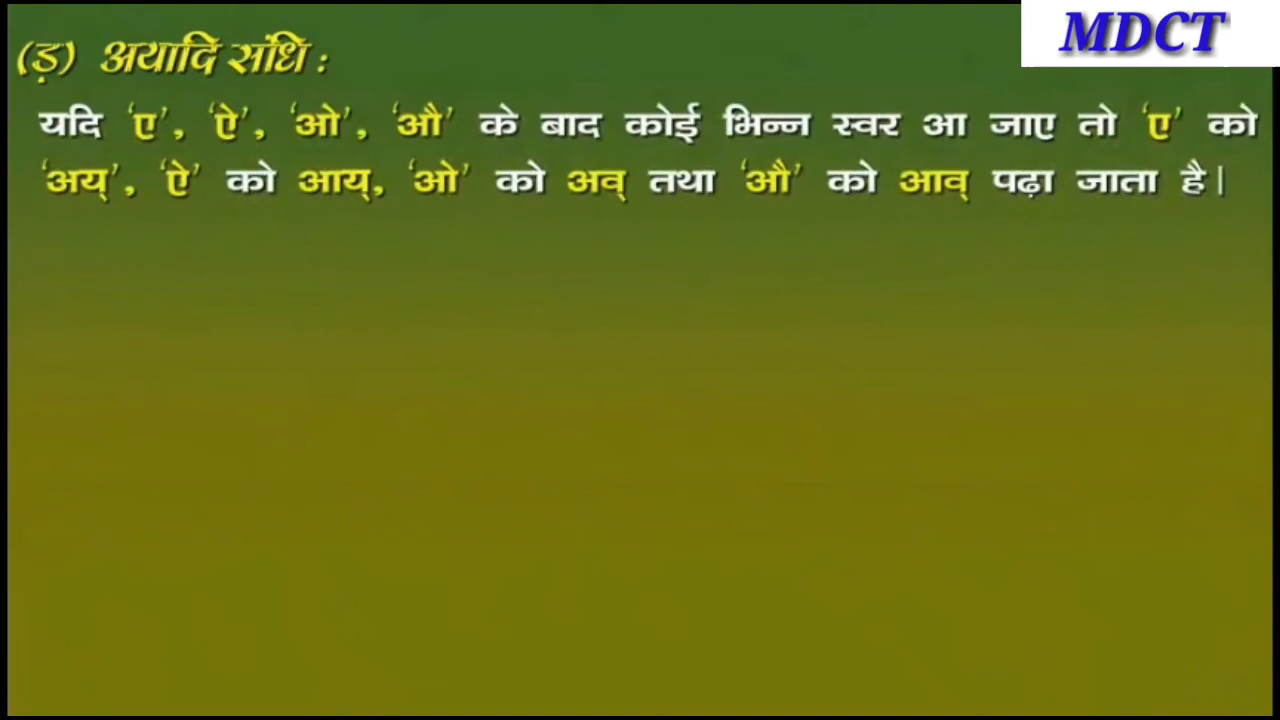 MDCT
(ड़) अयादि संधि :
यदि ‘ए’, ‘ऐ’, ‘ओ’, ‘औ’ के बाद कोई भिन्न स्वर आ जाए तो ‘ए’ को
‘अय्’, ‘ऐ’ को आय्, ‘ओ’ को अव् तथा ‘औ’ को आव् पढ़ा जाता है|